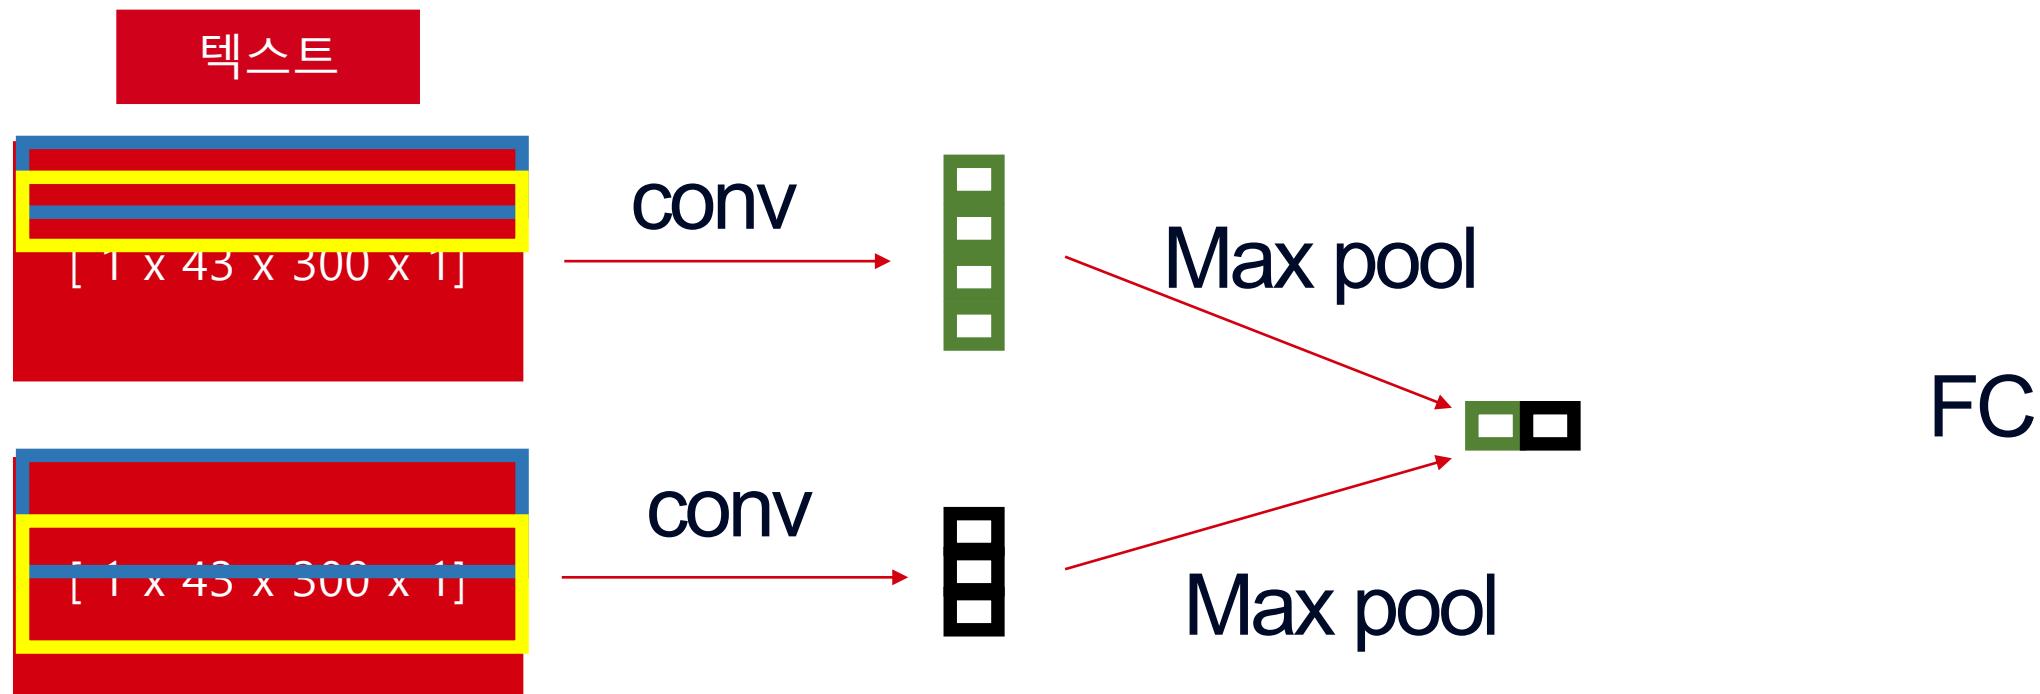 텍스트
conv
[ 1 x 43 x 300 x 1]
Max pool
FC
conv
[ 1 x 43 x 300 x 1]
Max pool